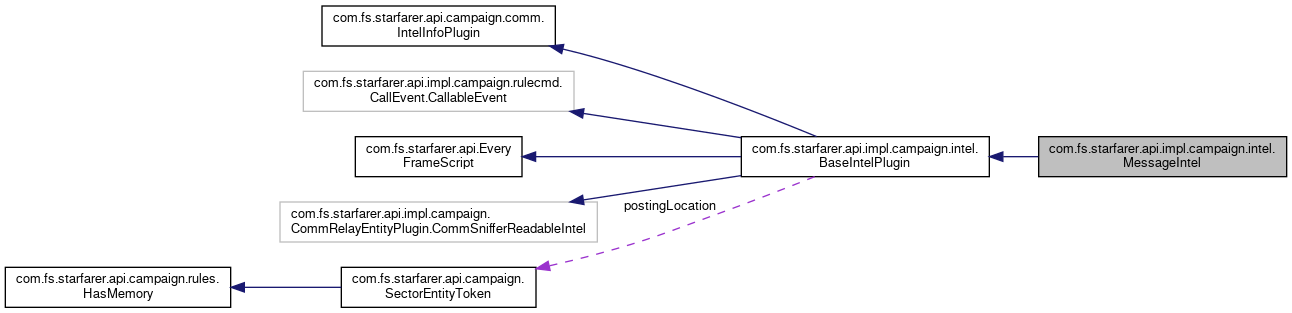 com.fs.starfarer.api.campaign.comm.
IntelInfoPlugin
com.fs.starfarer.api.impl.campaign.rulecmd.
CallEvent.CallableEvent
com.fs.starfarer.api.Every
FrameScript
com.fs.starfarer.api.impl.campaign.intel.
BaseIntelPlugin
com.fs.starfarer.api.impl.campaign.intel.
MessageIntel
com.fs.starfarer.api.impl.campaign.
CommRelayEntityPlugin.CommSnifferReadableIntel
postingLocation
com.fs.starfarer.api.campaign.rules.
HasMemory
com.fs.starfarer.api.campaign.
SectorEntityToken